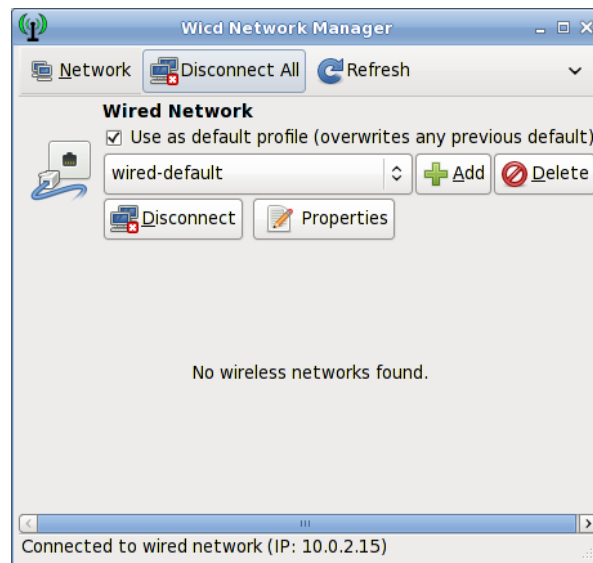 Wicd Network Manager
Network Disconnect All Refresh
Wired Network
Use as default profile (overwrites any previous default)
wired-default Add Delete
Disconnect Properties
No wireless networks found.
Connected to wired network (IP: 10.0.2.15)